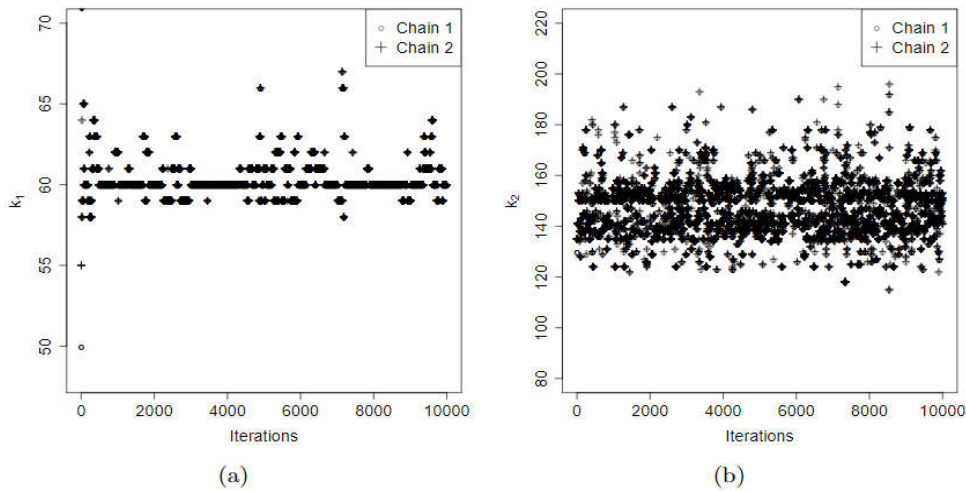 70
65
60
55
50
k₁
○ Chain 1
+ Chain 2
0 2000 4000 6000 8000 10000
Iterations
(a)
220
200
180
160
140
120
100
80
k₂
○ Chain 1
+ Chain 2
0 2000 4000 6000 8000 10000
Iterations
(b)